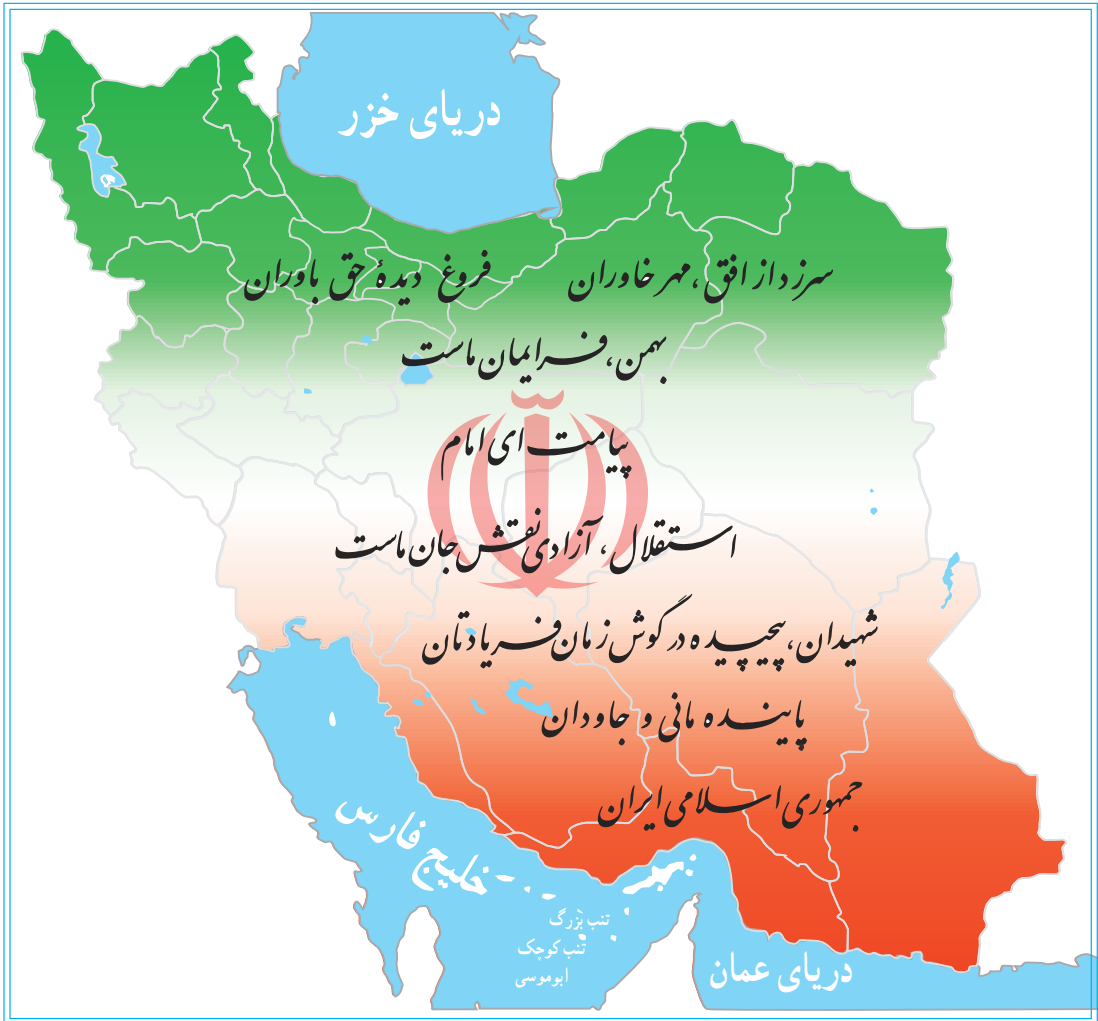 دریای خزر
سرزد از افق، مهر خاوران فروغ دیدهٔ حق باوران
بهمن، فر ایمان ماست
پیامت ای امام
استقلال، آزادی نقش جان ماست
شهیدان، پیچیده در گوش زمان فریادتان
پاینده مانی و جاودان
جمهوری اسلامی ایران
خلیج فارس
تنب بزرگ
تنب کوچک
ابوموسی
دریای عمان